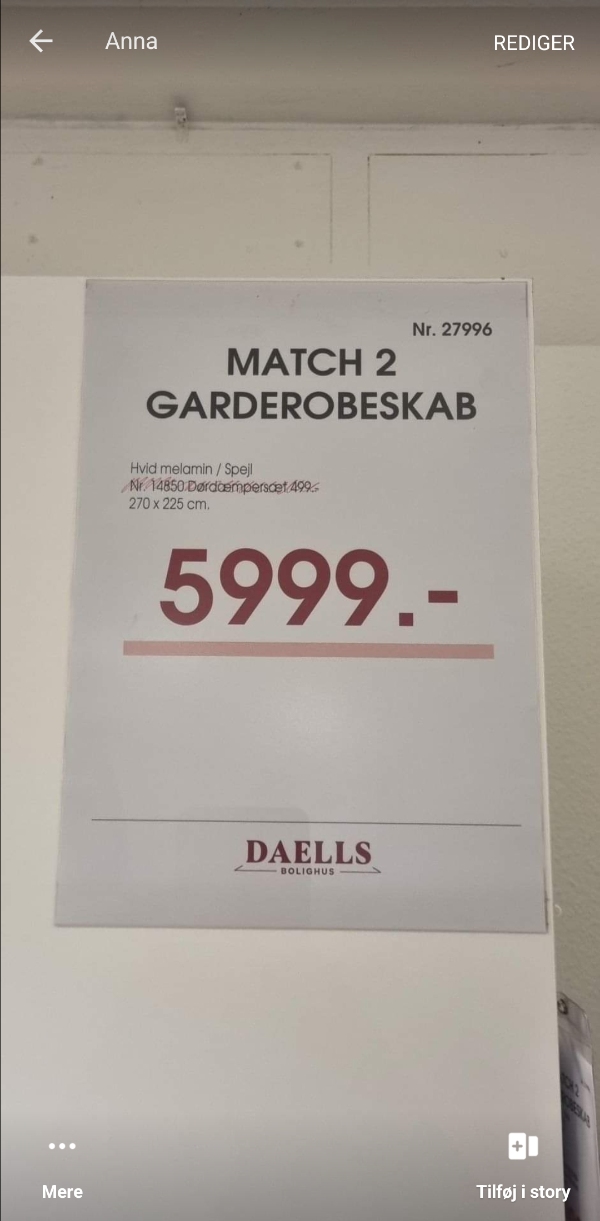 Anna
REDIGER
Nr. 27996
MATCH 2
GARDEROBESKAB
Hvid melamin / Spejl
Nr. 14850 Dørdæmpersæt 499.-
270 x 225 cm.
5999.-
DAELLS
BOLIGHUS
Mere
Tilføj i story